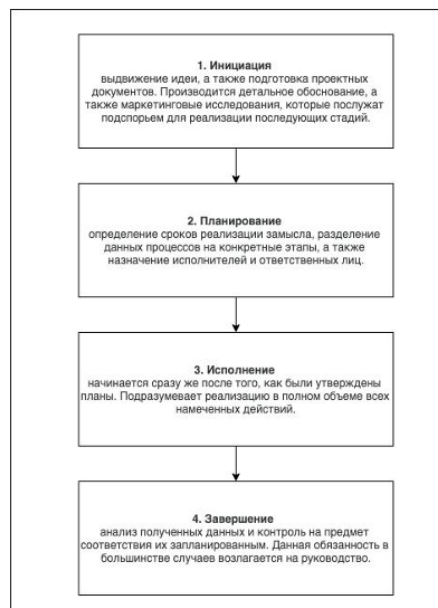 1. Инициация
выдвижение идеи, а также подготовка проектных
документов. Производится детальное обоснование, а
также маркетинговые исследования, которые послужат
подспорьем для реализации последующих стадий.
2. Планирование
определение сроков реализации замысла, разделение
данных процессов на конкретные этапы, а также
назначение исполнителей и ответственных лиц.
3. Исполнение
начинается сразу же после того, как были утверждены
планы. Подразумевает реализацию в полном объеме всех
намеченных действий.
4. Завершение
анализ полученных данных и контроль на предмет
соответствия их запланированным. Данная обязанность в
большинстве случаев возлагается на руководство.